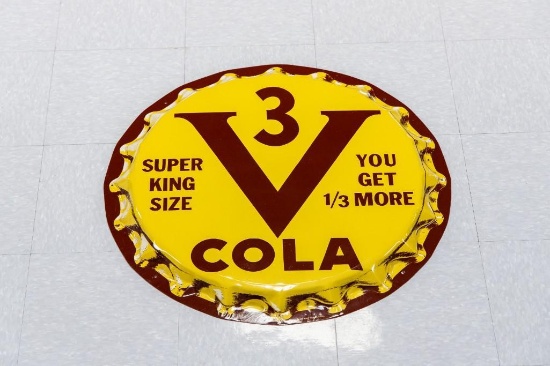 3
V
SUPER
KING
SIZE
YOU
GET
1/3 MORE
COLA